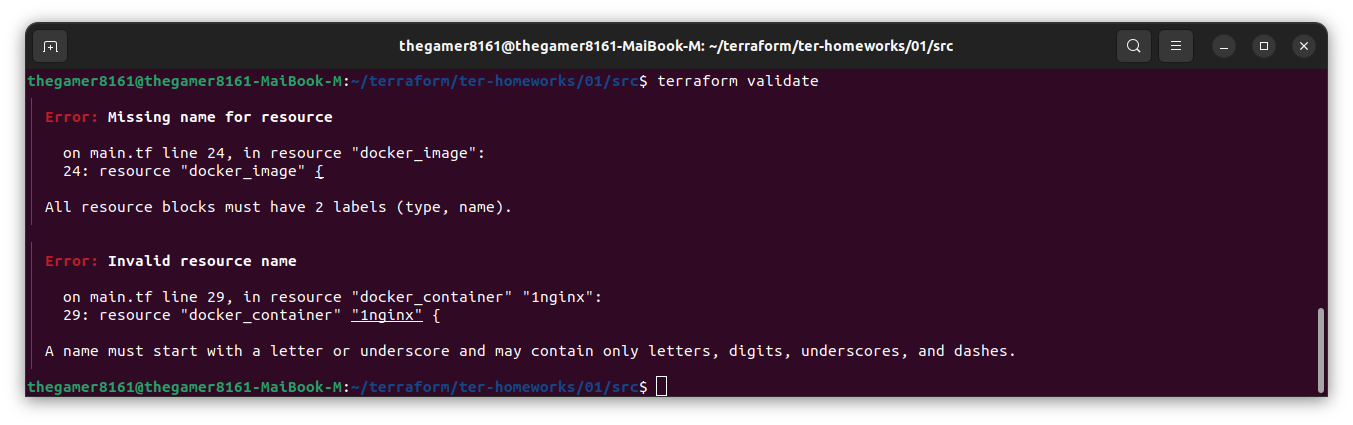 thegamer8161@thegamer8161-MaiBook-M: ~/terraform/ter-homeworks/01/src
thegamer8161@thegamer8161-MaiBook-M:~/terraform/ter-homeworks/01/src$ terraform validate
Error: Missing name for resource
on main.tf line 24, in resource "docker_image":
24: resource "docker_image" {
All resource blocks must have 2 labels (type, name).
Error: Invalid resource name
on main.tf line 29, in resource "docker_container" "1nginx":
29: resource "docker_container" "1nginx" {
A name must start with a letter or underscore and may contain only letters, digits, underscores, and dashes.
thegamer8161@thegamer8161-MaiBook-M:~/terraform/ter-homeworks/01/src$